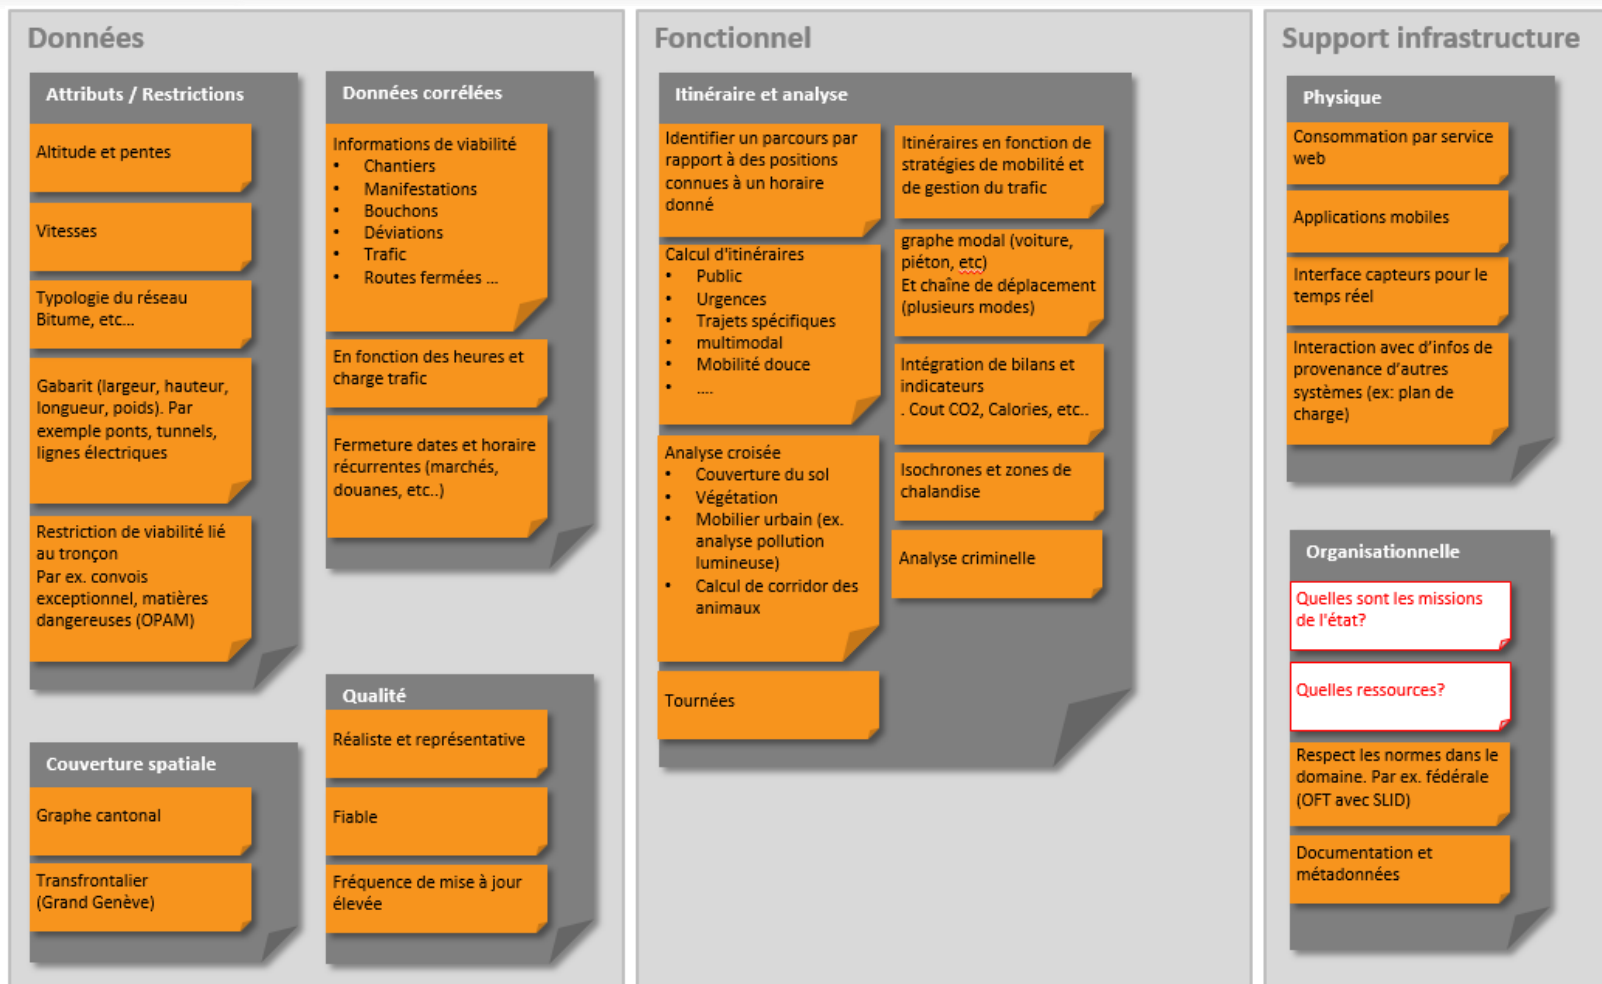 Données
Attributs / Restrictions
Altitude et pentes
Vitesses
Typologie du réseau
Bitume, etc...
Gabarit (largeur, hauteur,
longueur, poids). Par
exemple ponts, tunnels,
lignes électriques
Restriction de viabilité lié
au tronçon
Par ex. convois
exceptionnel, matières
dangereuses (OPAM)
Couverture spatiale
Graphe cantonal
Transfrontalier
(Grand Genève)
Données corrélées
Informations de viabilité
• Chantiers
• Manifestations
• Bouchons
• Déviations
• Trafic
• Routes fermées ...
En fonction des heures et
charge trafic
Fermeture dates et horaire
récurrentes (marchés,
douanes, etc..)
Qualité
Réaliste et représentative
Fiable
Fréquence de mise à jour
élevée
Fonctionnel
Itinéraire et analyse
Identifier un parcours par
rapport à des positions
connues à un horaire
donné
Calcul d'itinéraires
• Public
• Urgences
• Trajets spécifiques
• multimodal
• Mobilité douce
• ....
Analyse croisée
• Couverture du sol
• Végétation
• Mobilier urbain (ex.
analyse pollution
lumineuse)
• Calcul de corridor des
animaux
Tournées
Itinéraires en fonction de
stratégies de mobilité et
de gestion du trafic
graphe modal (voiture,
piéton, etc)
Et chaîne de déplacement
(plusieurs modes)
Intégration de bilans et
indicateurs
. Cout CO2, Calories, etc..
Isochrones et zones de
chalandise
Analyse criminelle
Support infrastructure
Physique
Consommation par service
web
Applications mobiles
Interface capteurs pour le
temps réel
Interaction avec d’infos de
provenance d’autres
systèmes (ex: plan de
charge)
Organisationnelle
Quelles sont les missions
de l'état?
Quelles ressources?
Respect les normes dans le
domaine. Par ex. fédérale
(OFT avec SLID)
Documentation et
métadonnées